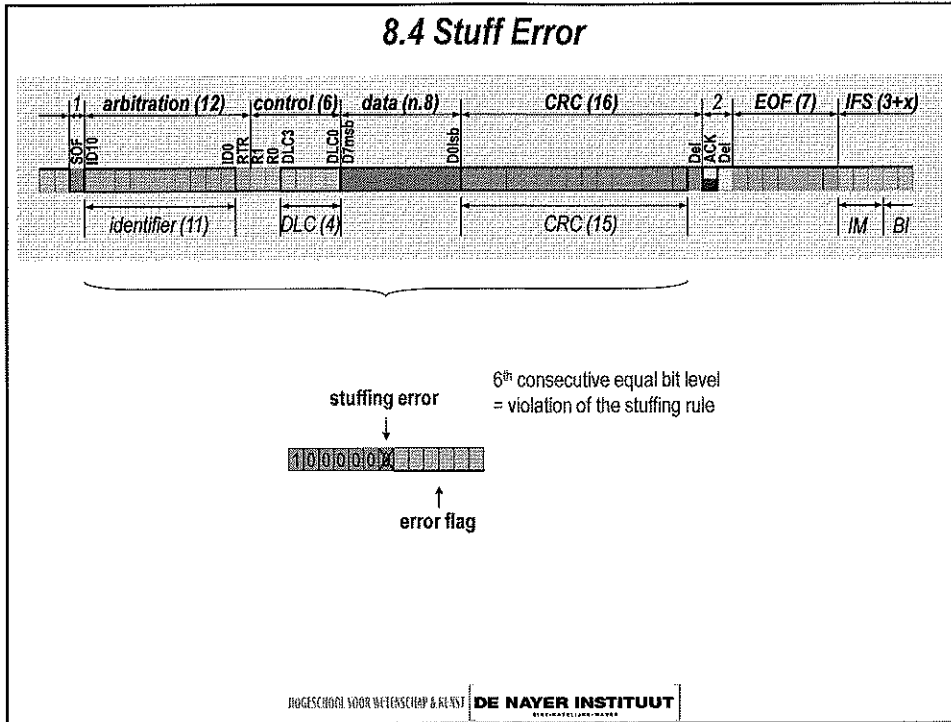 8.4 Stuff Error
1 arbitration (12) control (6) data (n.8) CRC (16) 2 EOF (7) IFS (3+x)
SOF ID10 ID0 RTR R1 R0 DLC3 DLC0 D7msb D0lsb Del ACK Del
identifier (11) DLC (4) CRC (15) IM BI
6th consecutive equal bit level
stuffing error
= violation of the stuffing rule
1 0 0 0 0 0
error flag
HOGESCHOOL VOOR WETENSCHAP & KUNST DE NAYER INSTITUUT
SINT-KATELIJNE-WAVER